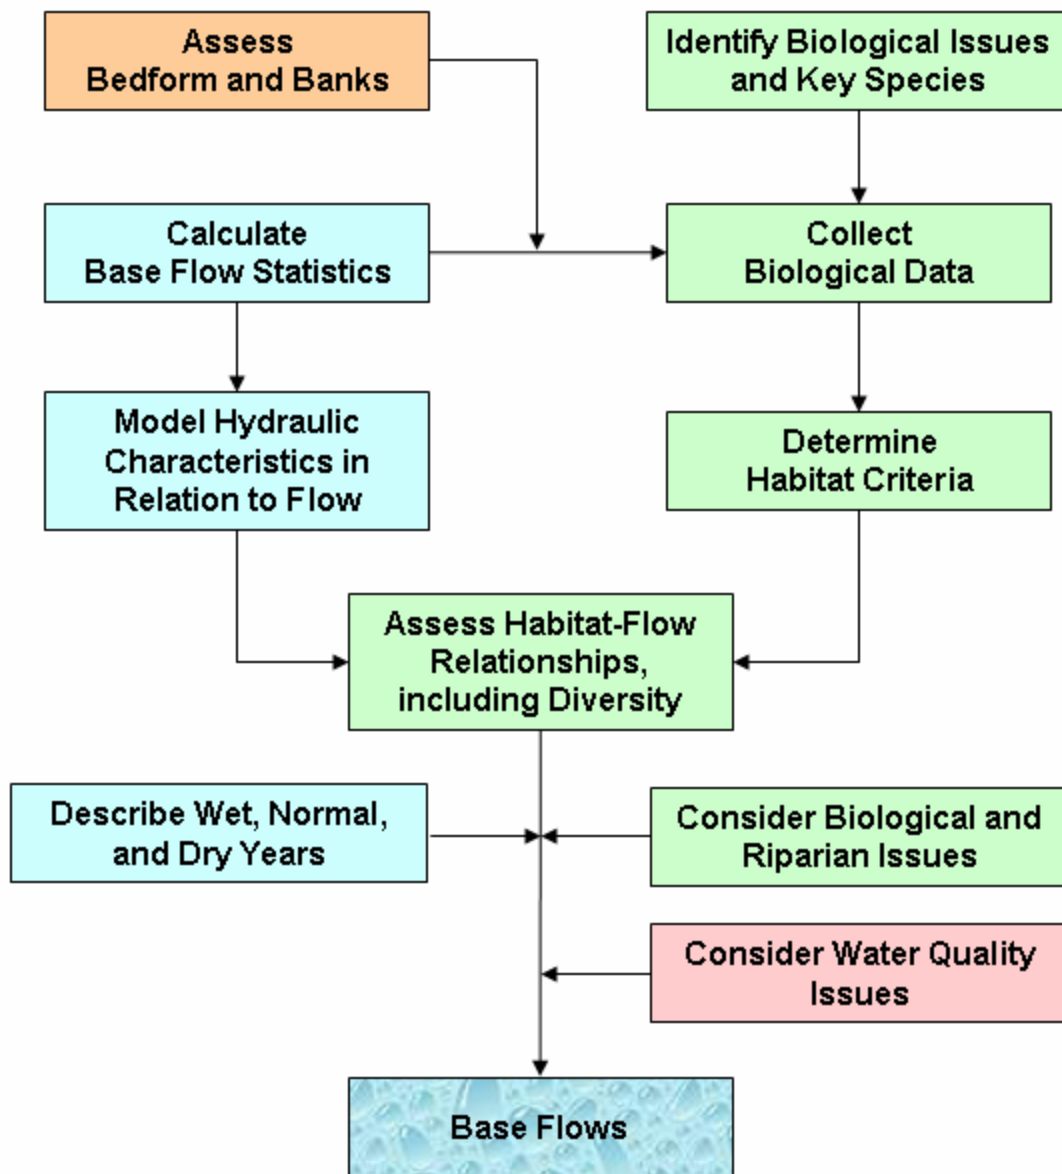 Assess
Bedform and Banks
Identify Biological Issues
and Key Species
Calculate
Base Flow Statistics
Collect
Biological Data
Model Hydraulic
Characteristics in
Relation to Flow
Determine
Habitat Criteria
Assess Habitat-Flow
Relationships,
including Diversity
Describe Wet, Normal,
and Dry Years
Consider Biological and
Riparian Issues
Consider Water Quality
Issues
Base Flows